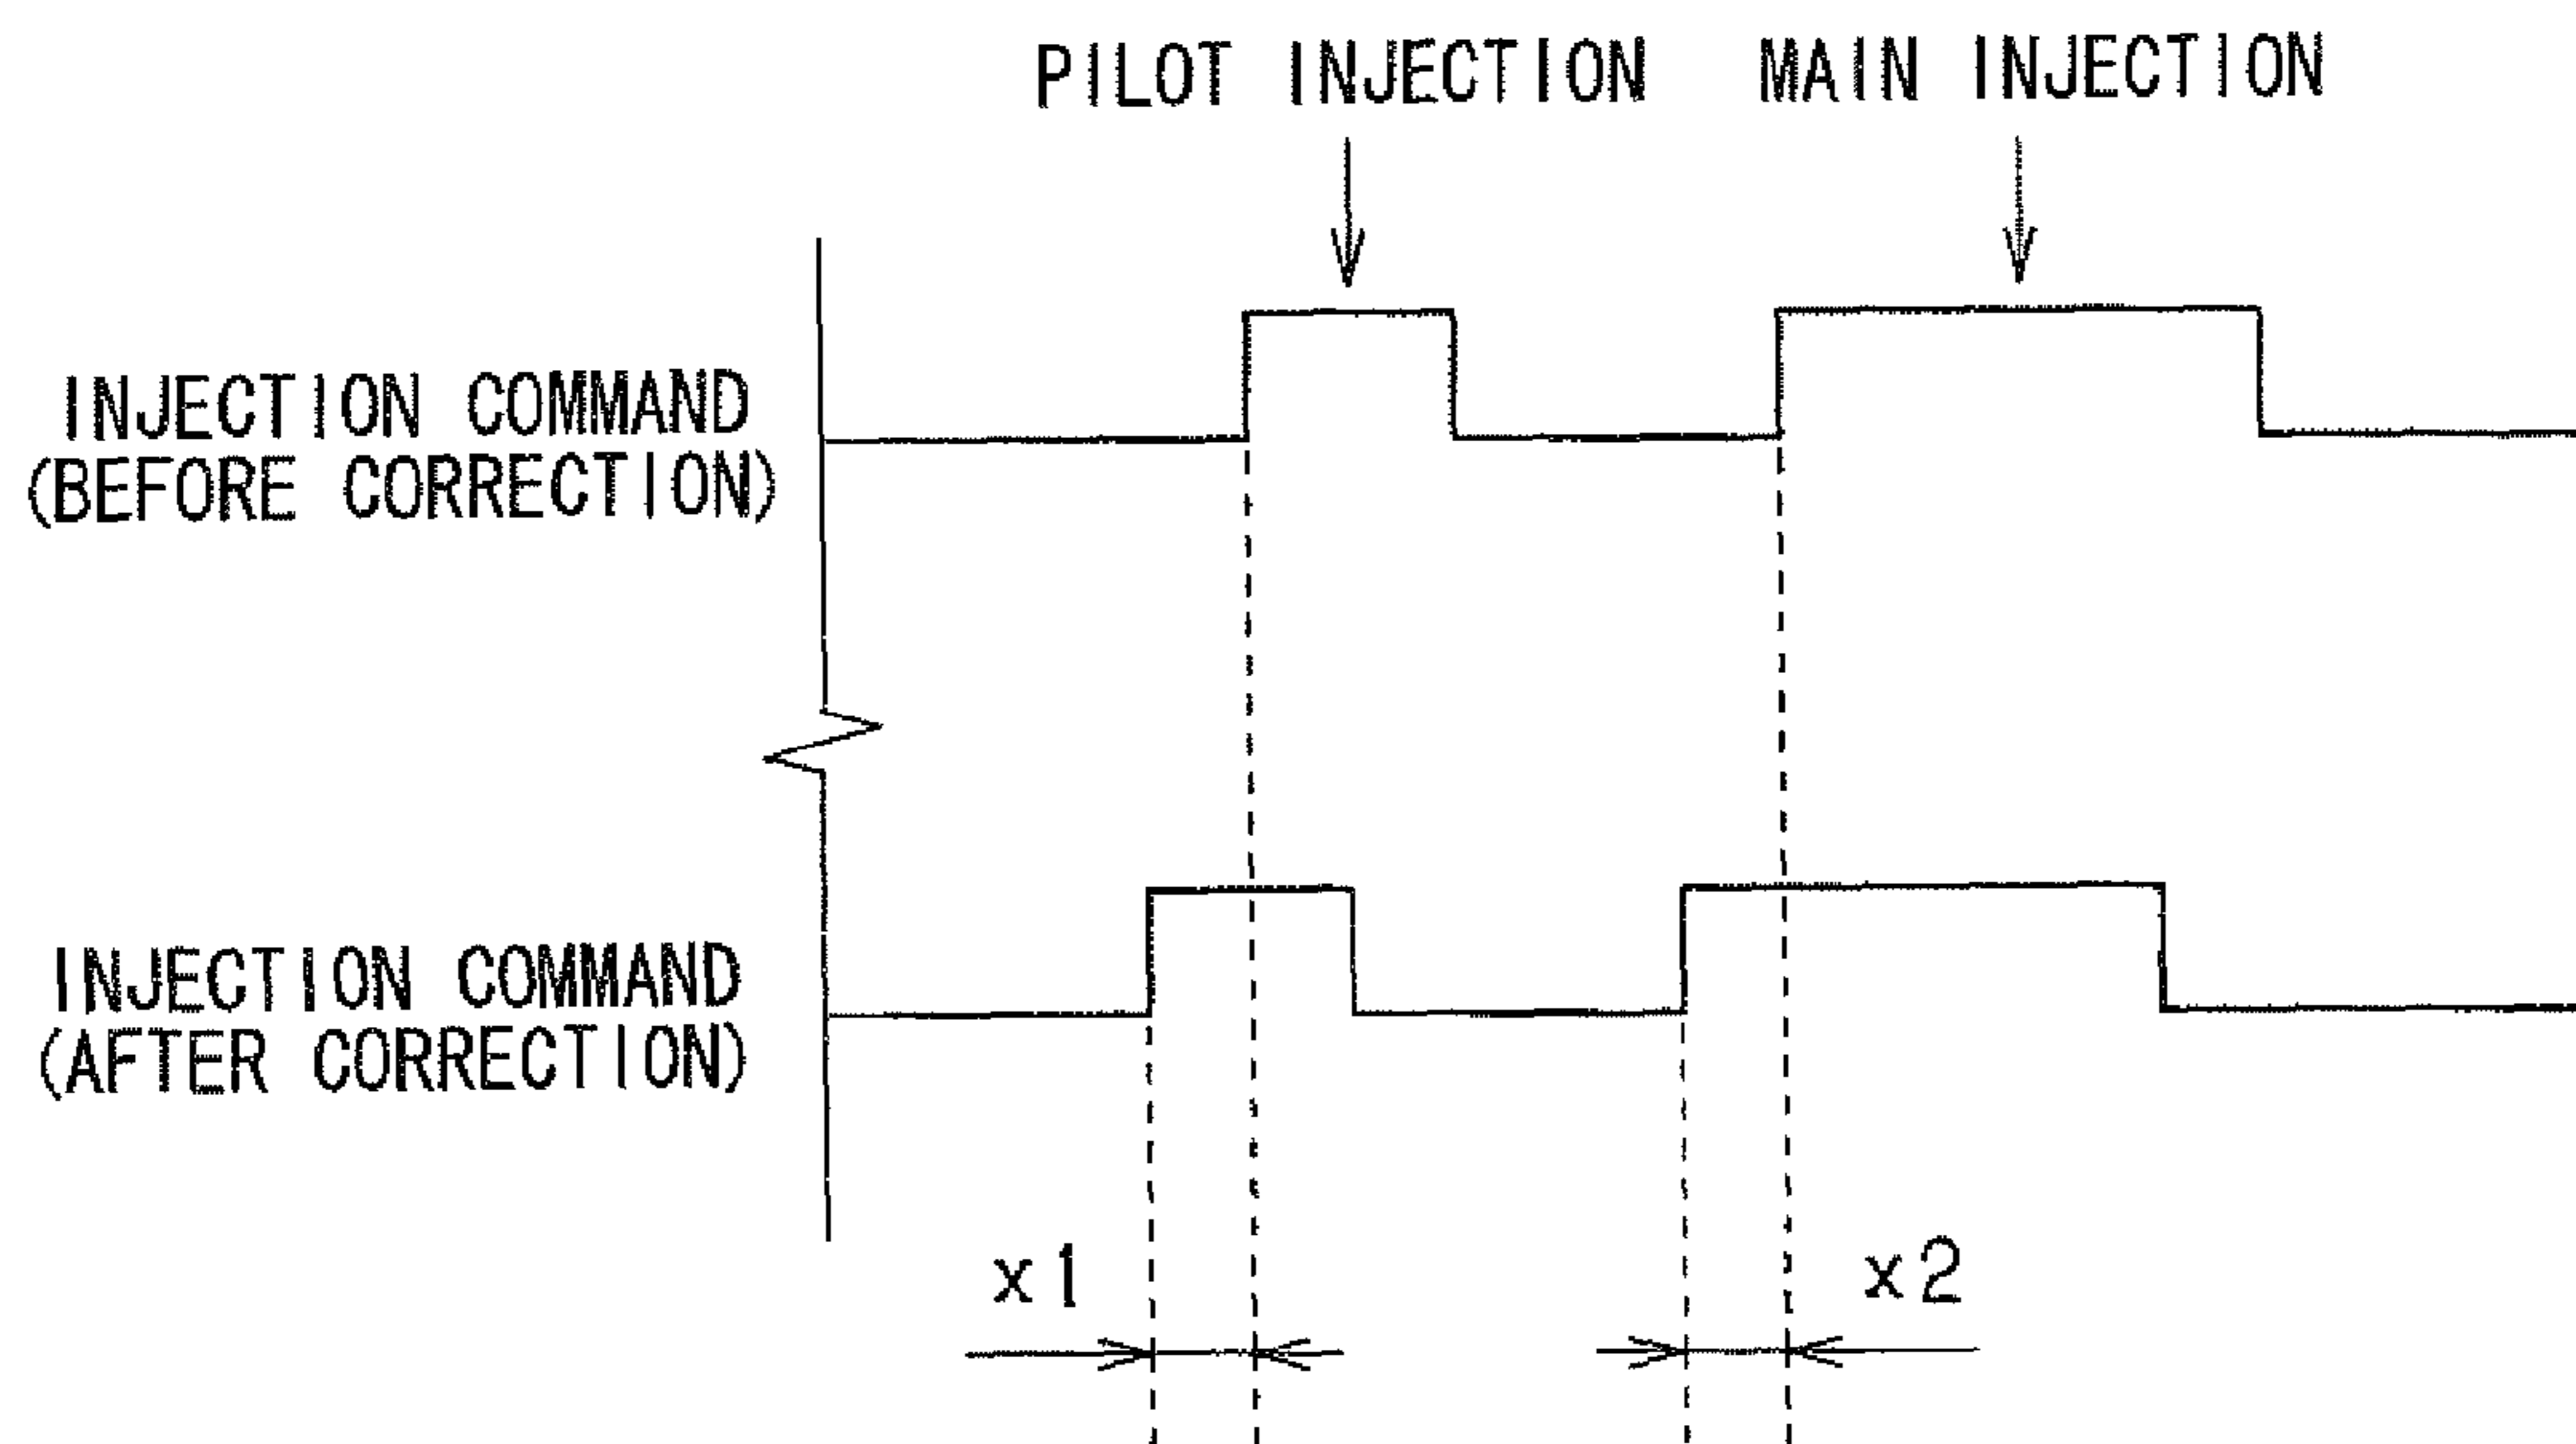 PILOT INJECTION MAIN INJECTION
INJECTION COMMAND
(BEFORE CORRECTION)
INJECTION COMMAND
(AFTER CORRECTION)
x1 x2